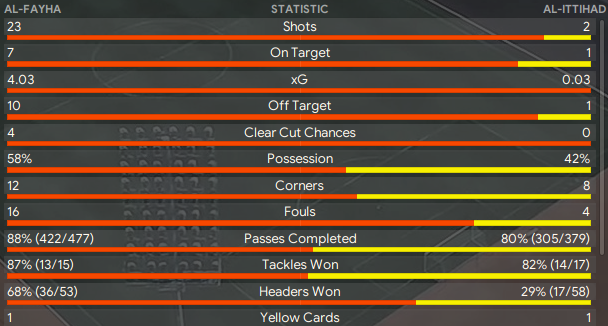 AL-FAYHA STATISTIC AL-ITTIHAD
23 Shots 2
7 On Target 1
4.03 xG 0.03
10 Off Target 1
4 Clear Cut Chances 0
58% Possession 42%
12 Corners 8
16 Fouls 4
88% (422/477) Passes Completed 80% (305/379)
87% (13/15) Tackles Won 82% (14/17)
68% (36/53) Headers Won 29% (17/58)
1 Yellow Cards 1